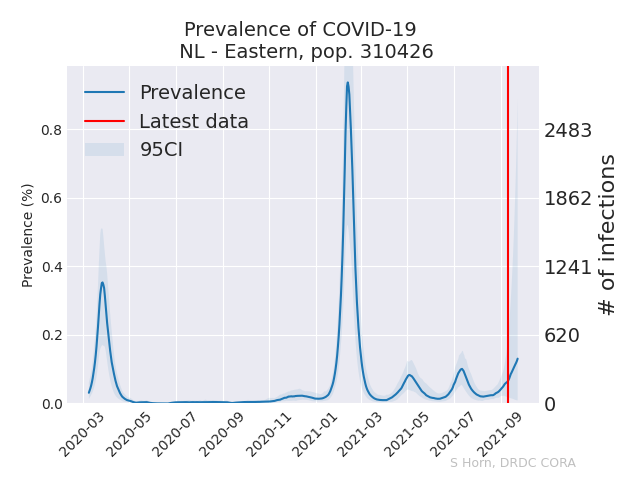 Prevalence of COVID-19
NL - Eastern, pop. 310426
Prevalence
Latest data
95CI
Prevalence (%)
0.8
0.6
0.4
0.2
0.0
2483
1862
1241
620
0
# of infections
2020-03
2020-05
2020-07
2020-09
2020-11
2021-01
2021-03
2021-05
2021-07
2021-09
S Horn, DRDC CORA